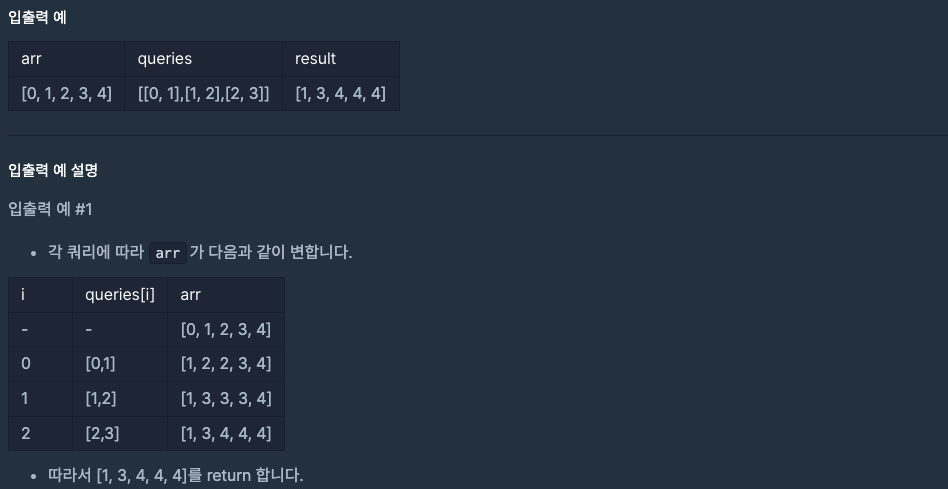 입출력 예
arr queries result
[0, 1, 2, 3, 4] [[0, 1],[1, 2],[2, 3]] [1, 3, 4, 4, 4]
입출력 예 설명
입출력 예 #1
• 각 쿼리에 따라 arr 가 다음과 같이 변합니다.
i queries[i] arr
- - [0, 1, 2, 3, 4]
0 [0,1] [1, 2, 2, 3, 4]
1 [1,2] [1, 3, 3, 3, 4]
2 [2,3] [1, 3, 4, 4, 4]
• 따라서 [1, 3, 4, 4, 4]를 return 합니다.